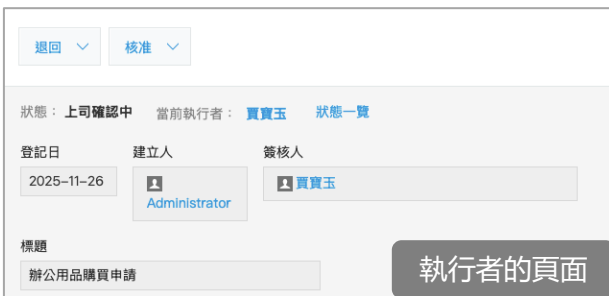 退回 核准
狀態： 上司確認中 當前執行者： 賈寶玉 狀態一覽
登記日 建立人 簽核人
2025-11-26 Administrator 賈寶玉
標題
辦公用品購買申請
執行者的頁面